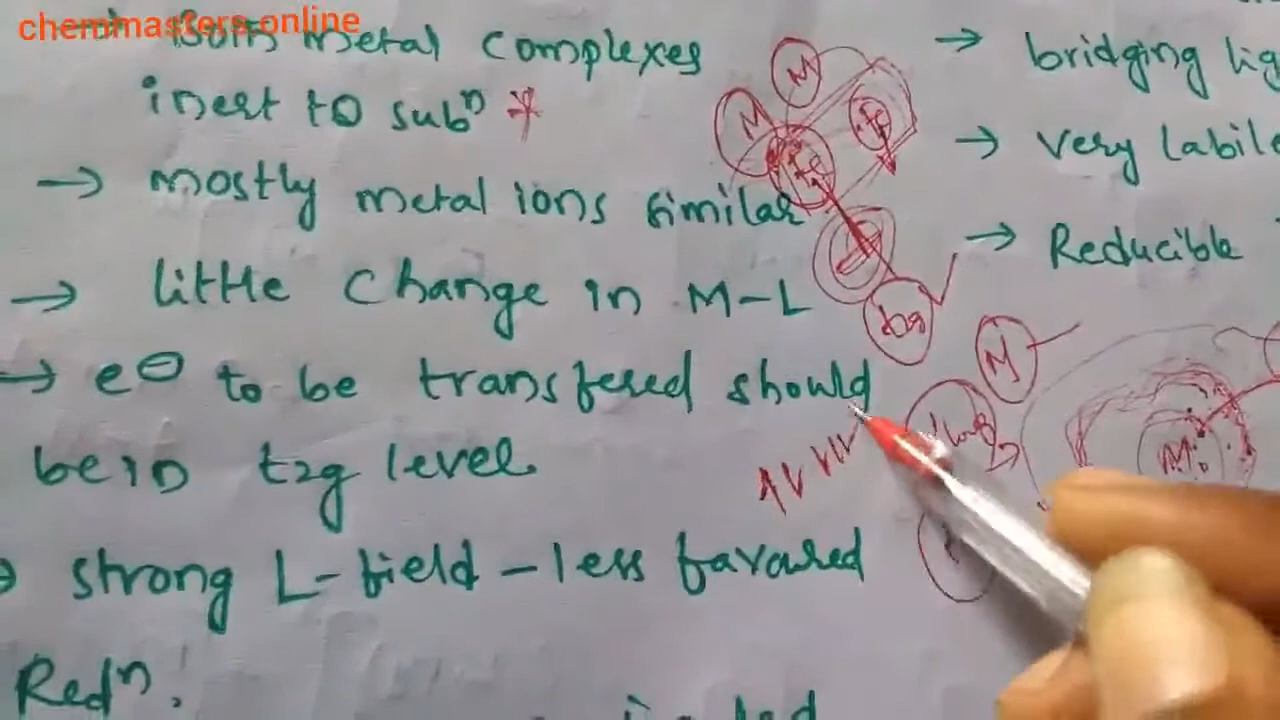 chemmasters.online
Both metal complexes
inert to subⁿ *
→ mostly metal ions similar
→ little change in M-L
→ e⊖ to be transfered should
be in t2g level
strong L-field - less favoured
Redⁿ.
→ bridging lig
→ very labile
→ Reducible
M
M
M
M